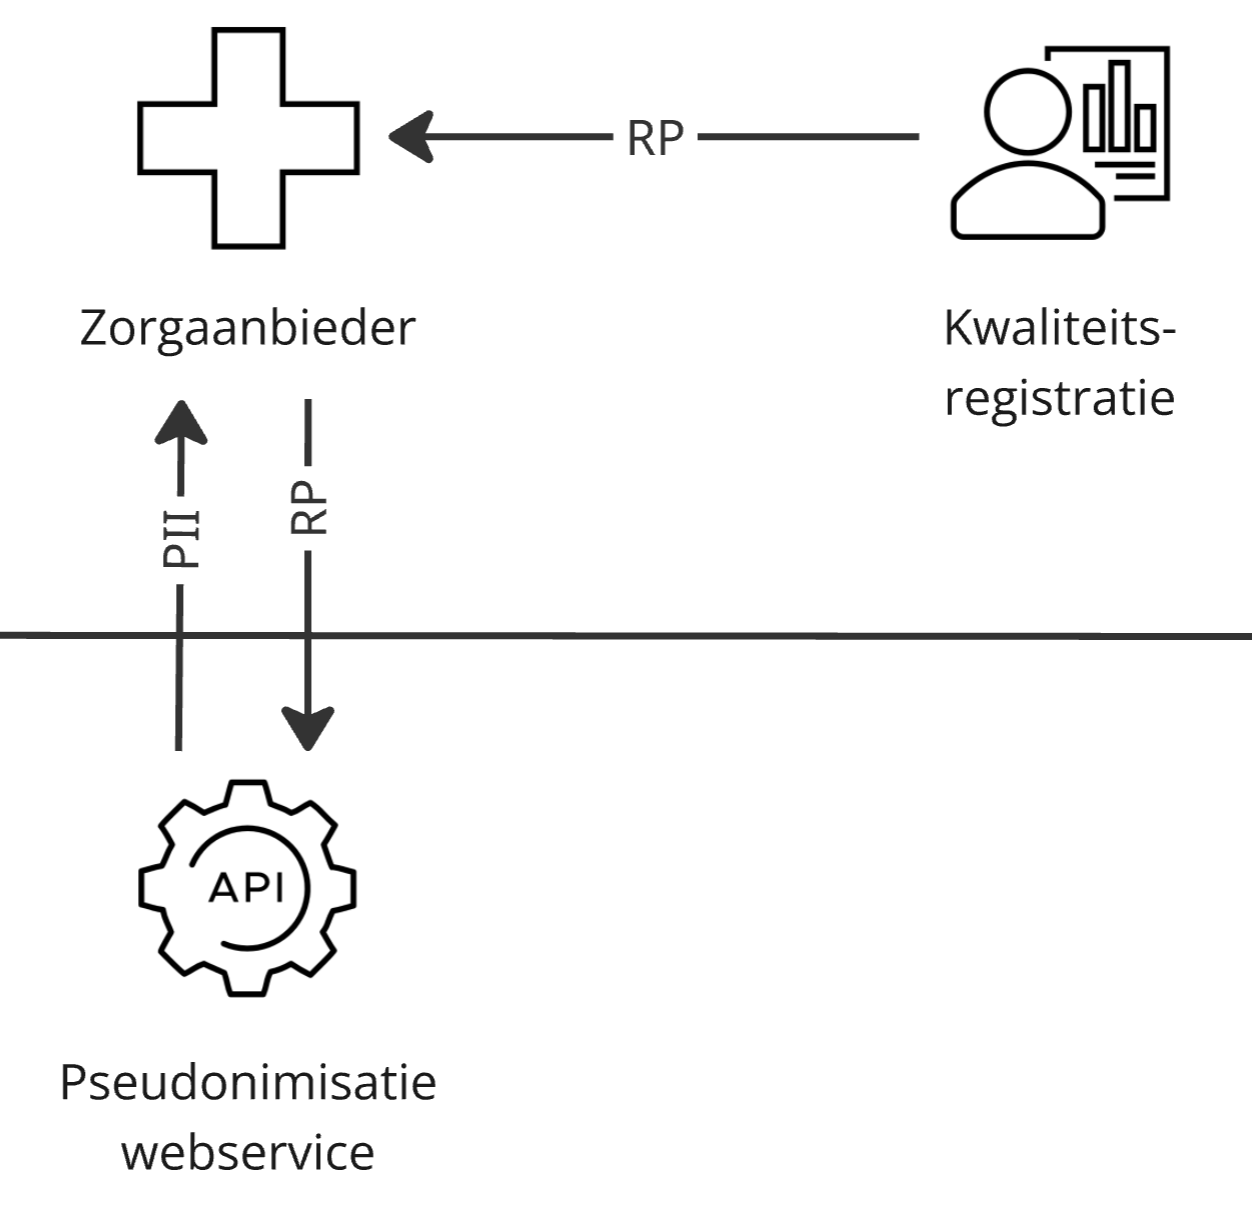 RP
Zorgaanbieder
Kwaliteits-
registratie
PII
RP
API
Pseudonimisatie
webservice